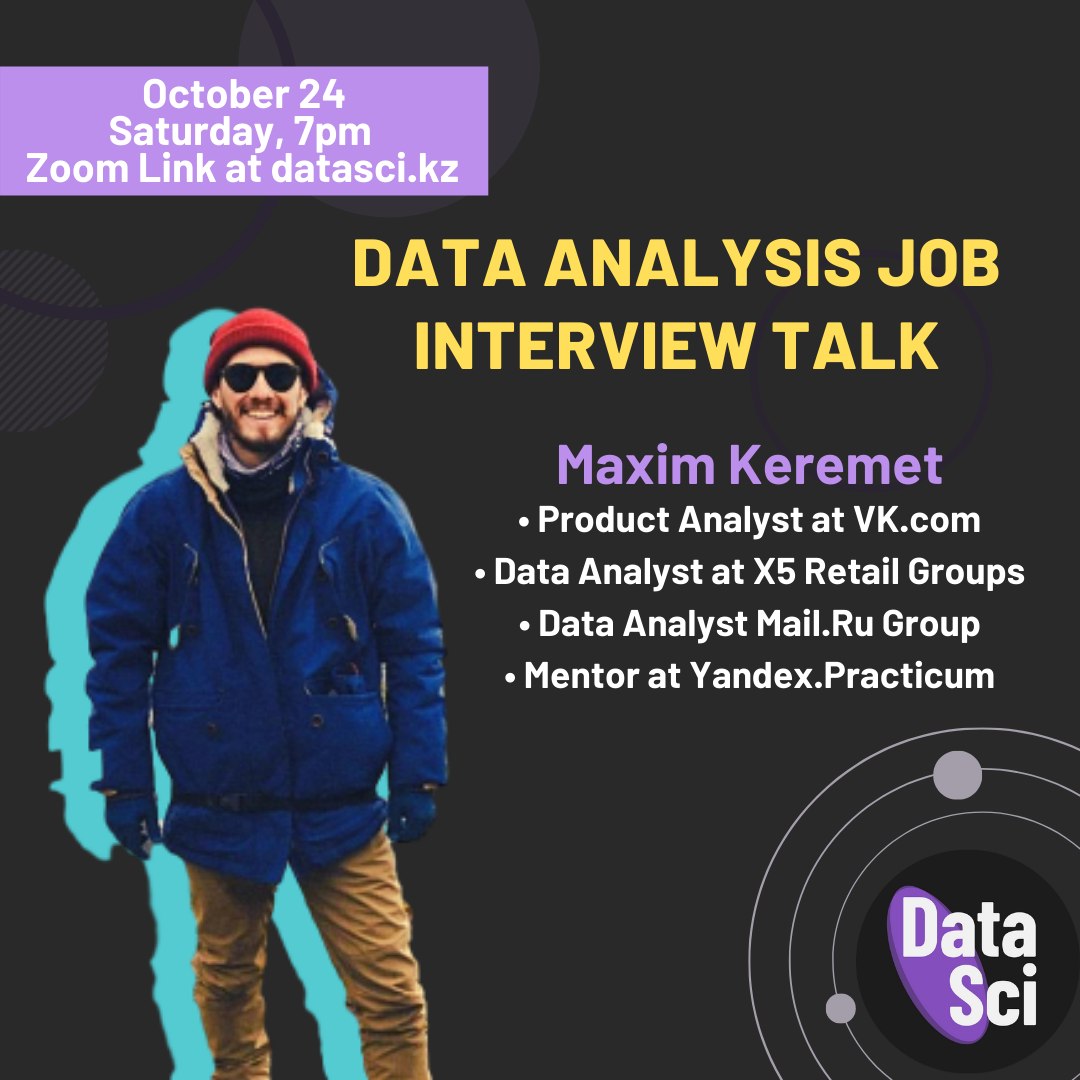 October 24
Saturday, 7pm
Zoom Link at datasci.kz
DATA ANALYSIS JOB
INTERVIEW TALK
Maxim Keremet
• Product Analyst at VK.com
• Data Analyst at X5 Retail Groups
• Data Analyst Mail.Ru Group
• Mentor at Yandex.Practicum
Data
Sci